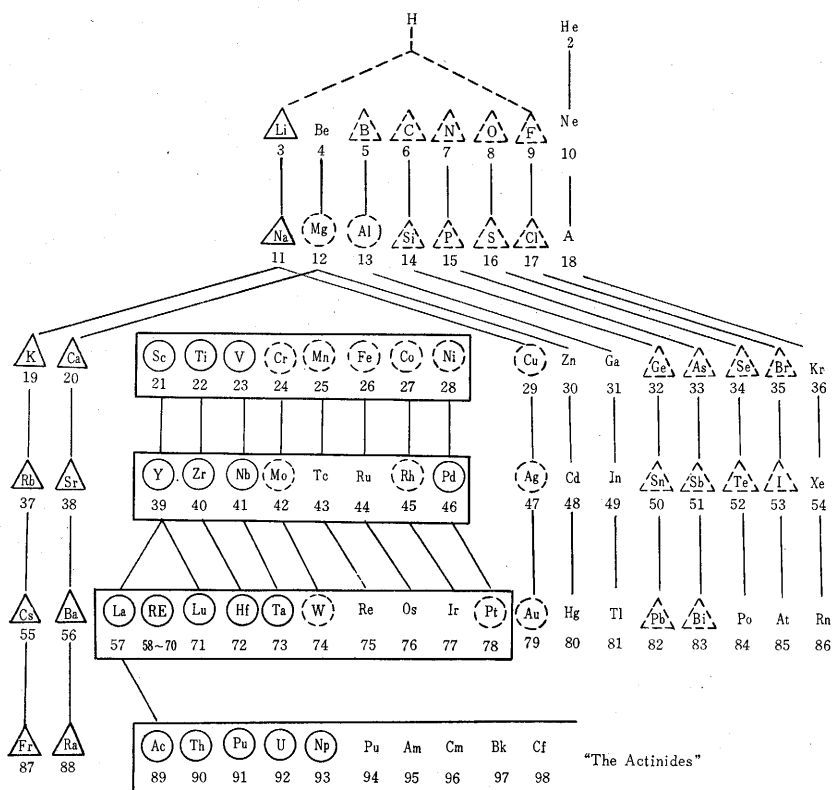 H
He
2
Li Be B C N O F Ne
3 4 5 6 7 8 9 10
Na Mg Al Si P S Cl A
11 12 13 14 15 16 17 18
K Ca Sc Ti V Cr Mn Fe Co Ni Cu Zn Ga Ge As Se Br Kr
19 20 21 22 23 24 25 26 27 28 29 30 31 32 33 34 35 36
Rb Sr Y Zr Nb Mo Tc Ru Rh Pd Ag Cd In Sn Sb Te I Xe
37 38 39 40 41 42 43 44 45 46 47 48 49 50 51 52 53 54
Cs Ba La RE Lu Hf Ta W Re Os Ir Pt Au Hg Tl Pb Bi Po At Rn
55 56 57 58~70 71 72 73 74 75 76 77 78 79 80 81 82 83 84 85 86
Fr Ra Ac Th Pu U Np Pu Am Cm Bk Cf "The Actinides"
87 88 89 90 91 92 93 94 95 96 97 98